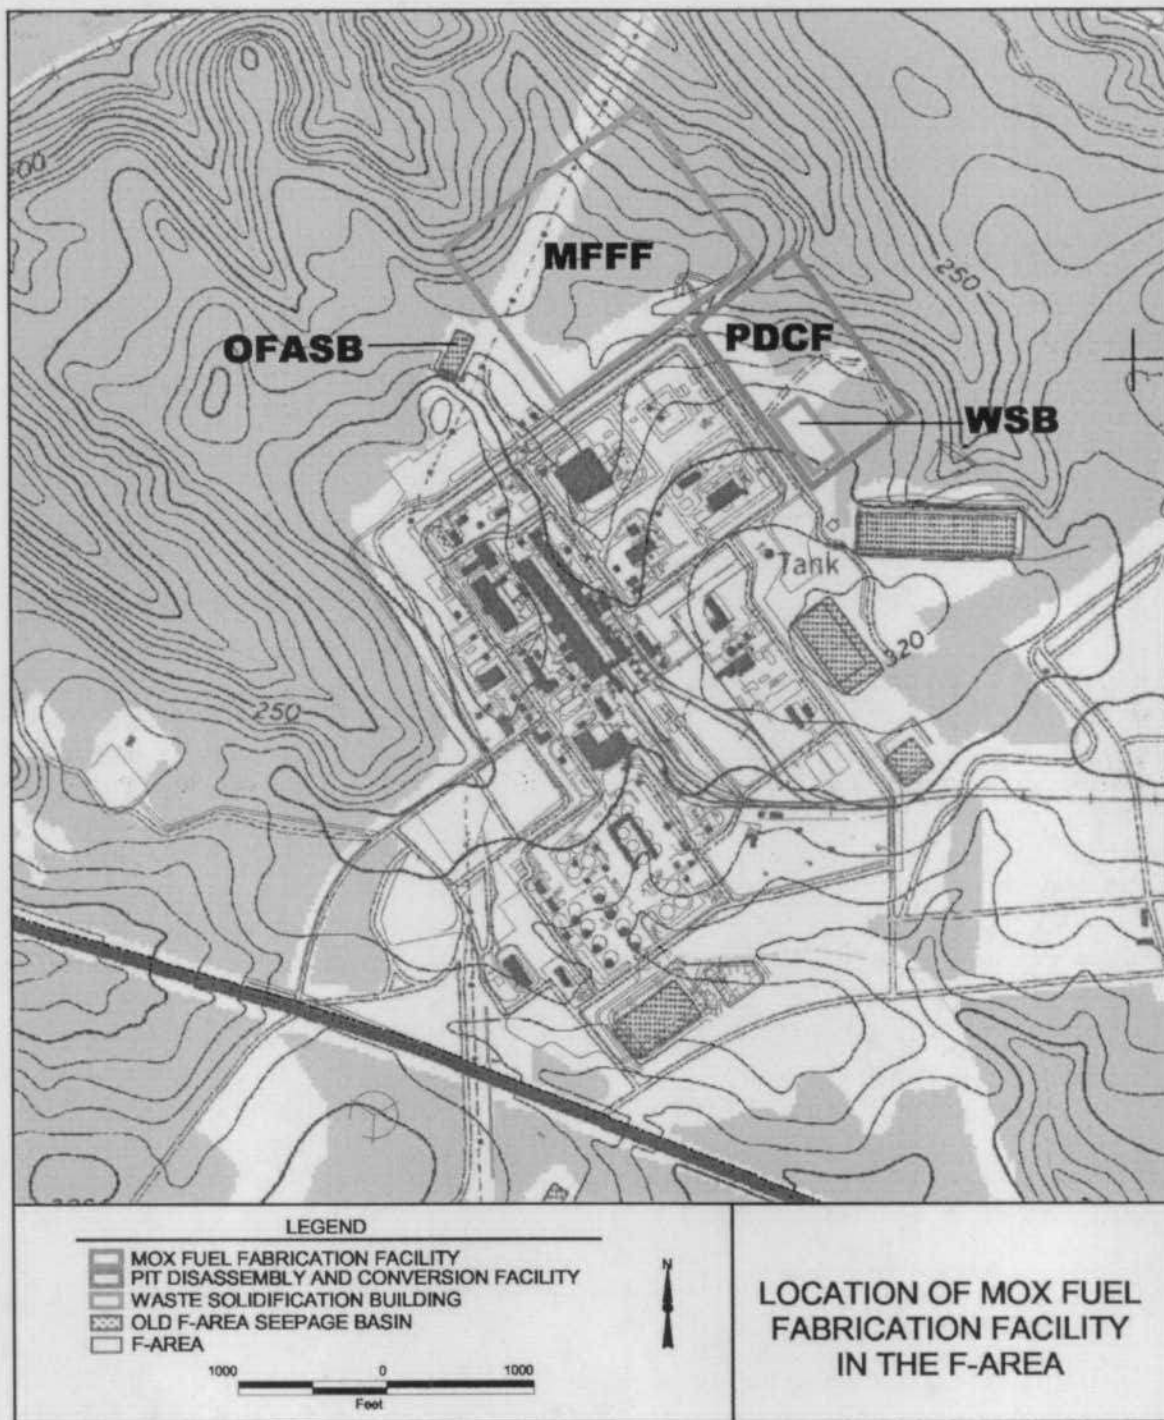 MFFF
250
OFASB
PDCF
WSB
Tank
320
250
LEGEND
MOX FUEL FABRICATION FACILITY
PIT DISASSEMBLY AND CONVERSION FACILITY
WASTE SOLIDIFICATION BUILDING
OLD F-AREA SEEPAGE BASIN
F-AREA
1000 0 1000
Feet
N
LOCATION OF MOX FUEL
FABRICATION FACILITY
IN THE F-AREA